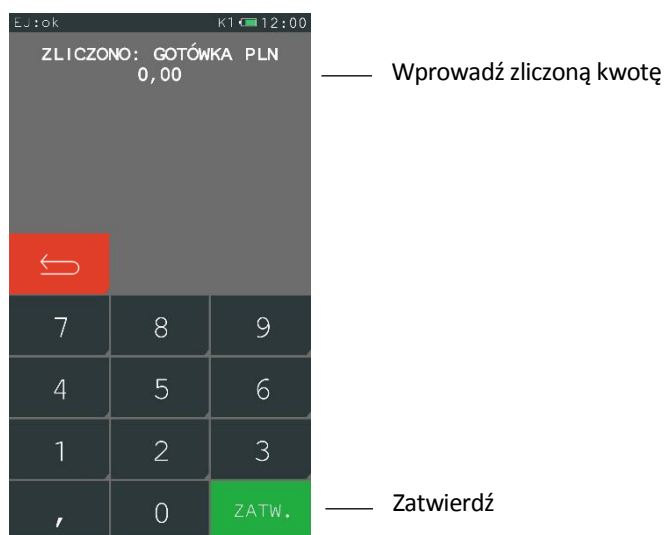 EJ:ok K1 12:00
ZLICZONO: GOTÓWKA PLN
0,00
Wprowadź zliczoną kwotę
7 8 9
4 5 6
1 2 3
, 0 ZATW.
Zatwierdź